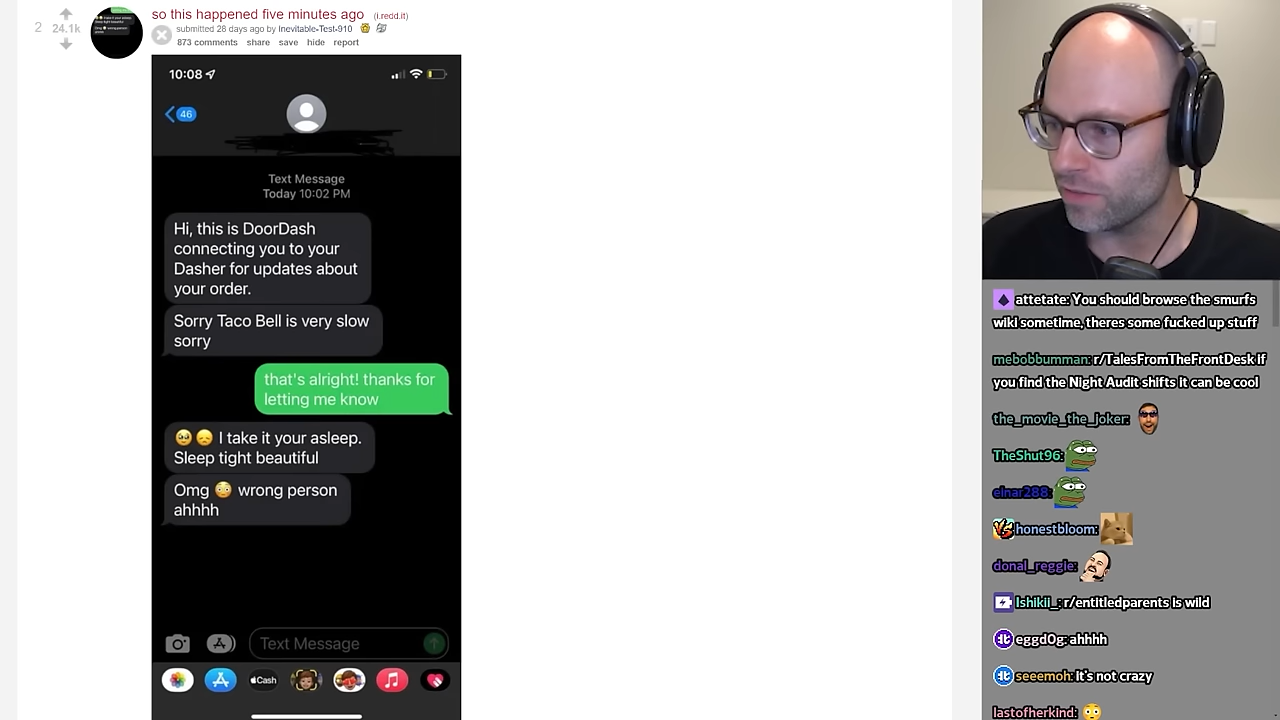 2
24.1k
so this happened five minutes ago (i.redd.it)
submitted 28 days ago by Inevitable-Test-910
873 comments share save hide report
10:08
46
Text Message
Today 10:02 PM
Hi, this is DoorDash
connecting you to your
Dasher for updates about
your order.
Sorry Taco Bell is very slow
sorry
that's alright! thanks for
letting me know
🥹😞 I take it your asleep.
Sleep tight beautiful
Omg 😳 wrong person
ahhhh
Text Message
Cash
attetate: You should browse the smurfs
wiki sometime, theres some fucked up stuff
mebobbumman: r/TalesFromTheFrontDesk if
you find the Night Audit shifts it can be cool
the_movie_the_joker:
TheShut96:
einar288:
honestbloom:
donal_reggie:
Ishikii_: r/entitledparents is wild
eggd0g: ahhhh
seeemoh: it's not crazy
lastofherkind: 😳